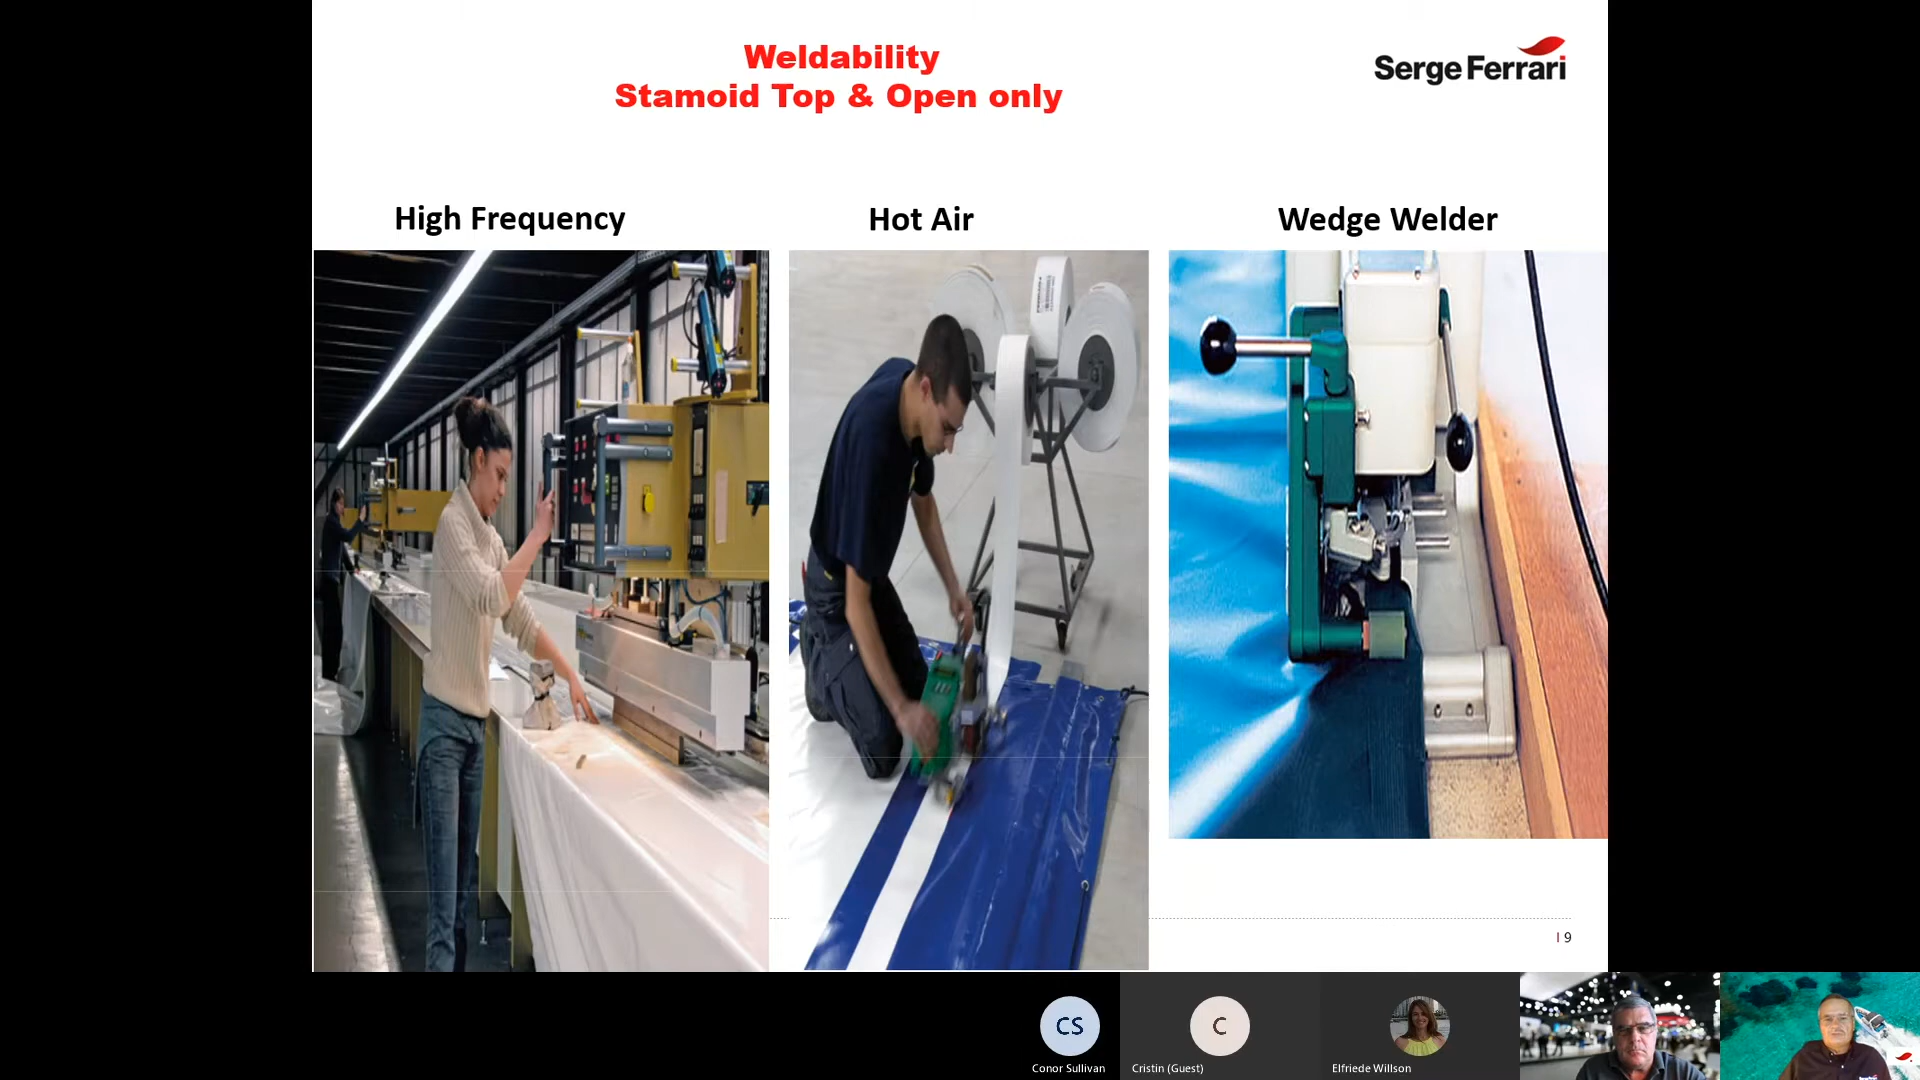 Weldability
Stamoid Top & Open only
Serge Ferrari
High Frequency
Hot Air
Wedge Welder
| 9
CS
C
Conor Sullivan
Cristin (Guest)
Elfriede Willson